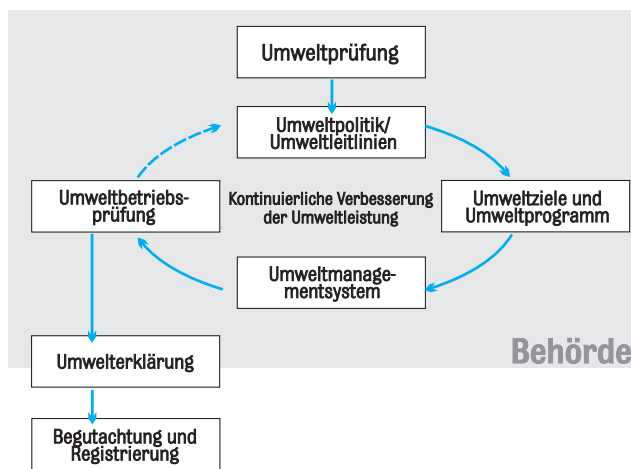 Umweltprüfung
Umweltpolitik/
Umweltleitlinien
Umweltbetriebs-
prüfung
Kontinuierliche Verbesserung
der Umweltleistung
Umweltziele und
Umweltprogramm
Umweltmanage-
mentsystem
Behörde
Umwelterklärung
Begutachtung und
Registrierung